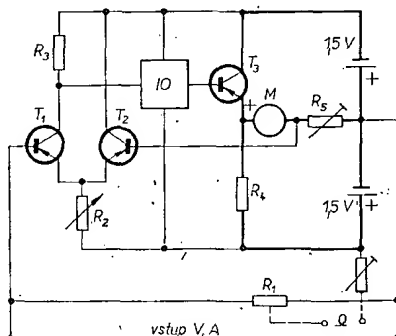 R3
IO
T3
1,5 V
+
T1
T2
+
M
R5
R2
R4
1,5 V
+
R1
Ω
vstup V, A